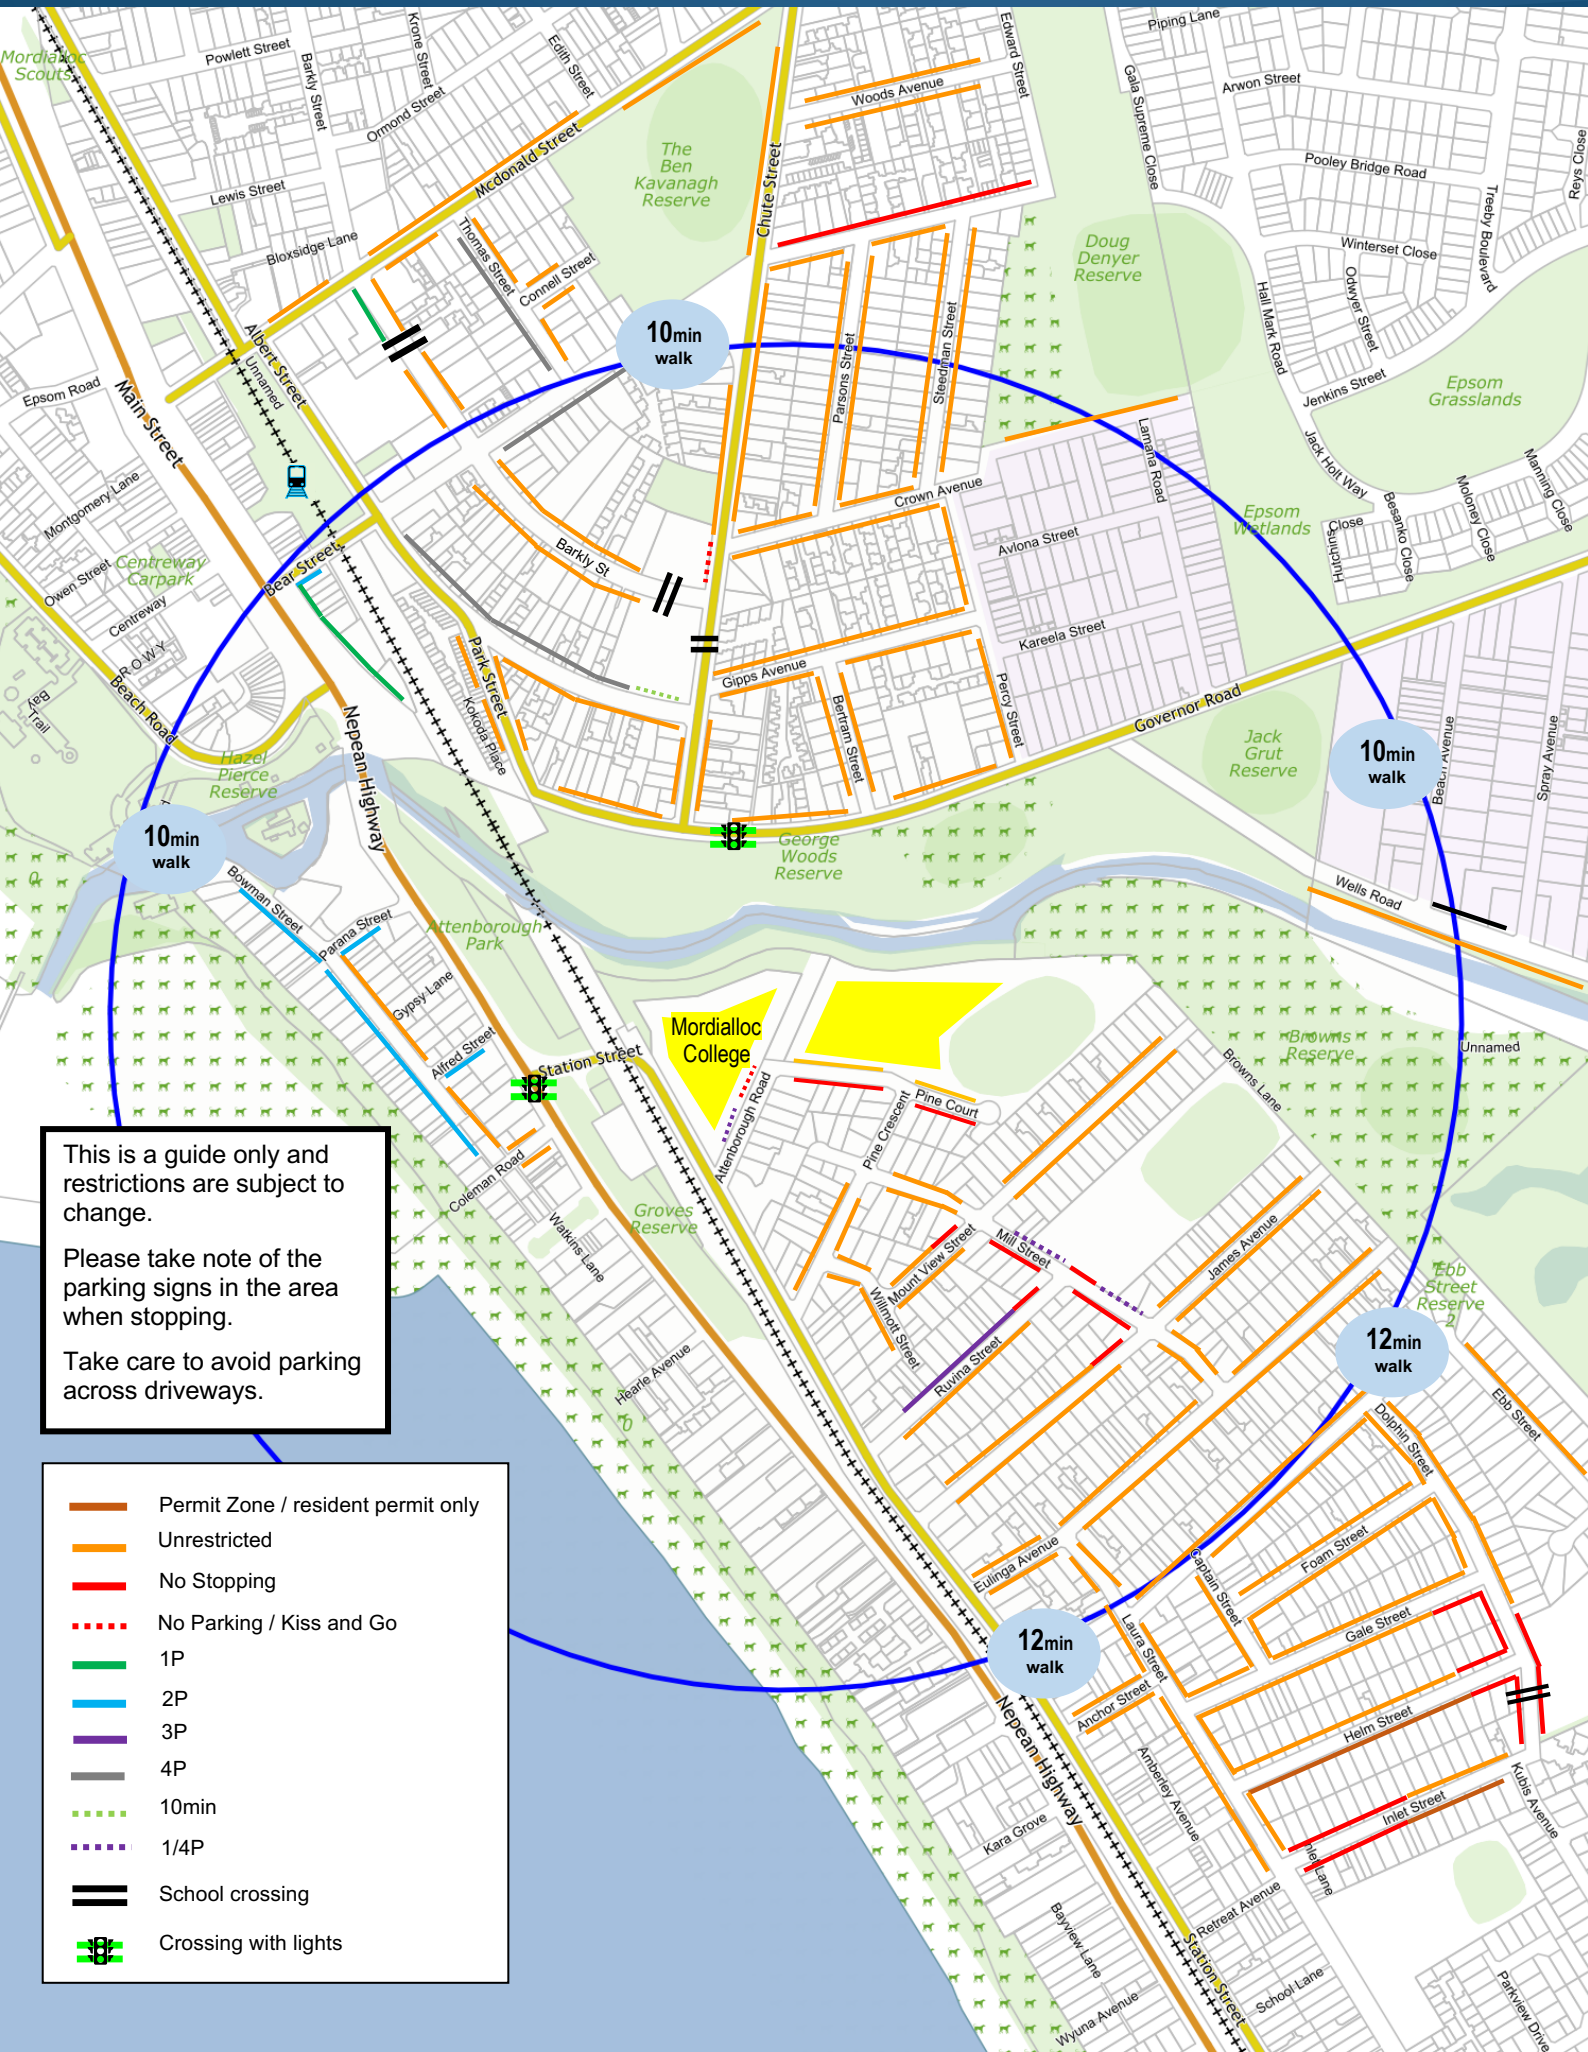 Mordialloc
Scouts
Powlett Street
Krone Street
Barkly Street
Edith Street
Ormond Street
Edward Street
Piping Lane
Arwon Street
Gala Supreme Close
Woods Avenue
Mcdonald Street
The
Ben
Kavanagh
Reserve
Chute Street
Pooley Bridge Road
Reys Close
Treeby Boulevard
Lewis Street
Bloxsidge Lane
Thomas Street
Connell Street
Doug
Denyer
Reserve
Winterset Close
Odwyer Street
Hall Mark Road
10min
walk
Parsons Street
Steedman Street
Albert Street
Unnamed
Epsom Road
Main Street
Jenkins Street
Epsom
Grasslands
Lamana Road
Jack Holt Way
Manning Close
Moloney Close
Besanko Close
Close
Hutchins
Montgomery Lane
Crown Avenue
Avlona Street
Epsom
Wetlands
Centreway
Carpark
Owen Street
Centreway
Bear Street
Barkly St
R O W Y
Kareela Street
Park Street
Gipps Avenue
Bertram Street
Percy Street
Governor Road
Beach Road
Bay
Trail
Kokoda Place
Nepean Highway
Hazel
Pierce
Reserve
Jack
Grut
Reserve
10min
walk
Beach Avenue
Spray Avenue
10min
walk
George
Woods
Reserve
Wells Road
Bowman Street
Parana Street
Attenborough
Park
Gypsy Lane
Alfred Street
Station Street
Mordialloc
College
Attenborough Road
Pine Court
Pine Crescent
Browns Lane
Browns
Reserve
Unnamed
This is a guide only and
restrictions are subject to
change.
Please take note of the
parking signs in the area
when stopping.
Take care to avoid parking
across driveways.
Coleman Road
Watkins Lane
Groves
Reserve
Mill Street
Mount View Street
Willmott Street
James Avenue
Ebb
Street
Reserve
2
12min
walk
Ruvina Street
Hearle Avenue
Dolphin Street
Ebb Street
Eulinga Avenue
Captain Street
Foam Street
Gale Street
12min
walk
Laura Street
Anchor Street
Helm Street
Nepean Highway
Amberley Avenue
Inlet Street
Inlet Lane
Kubis Avenue
Kara Grove
Retreat Avenue
Bayview Lane
Station Street
School Lane
Parkview Drive
Wyuna Avenue
Permit Zone / resident permit only
Unrestricted
No Stopping
No Parking / Kiss and Go
1P
2P
3P
4P
10min
1/4P
School crossing
Crossing with lights